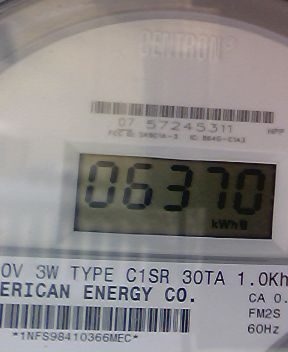 CENTRON®
07 57245311
HPP
06370
kWh
0V 3W TYPE C1SR 30TA 1.0Kh
ERICAN ENERGY CO.
CA 0.
FM2S
60Hz
*1NFS98410366MEC*